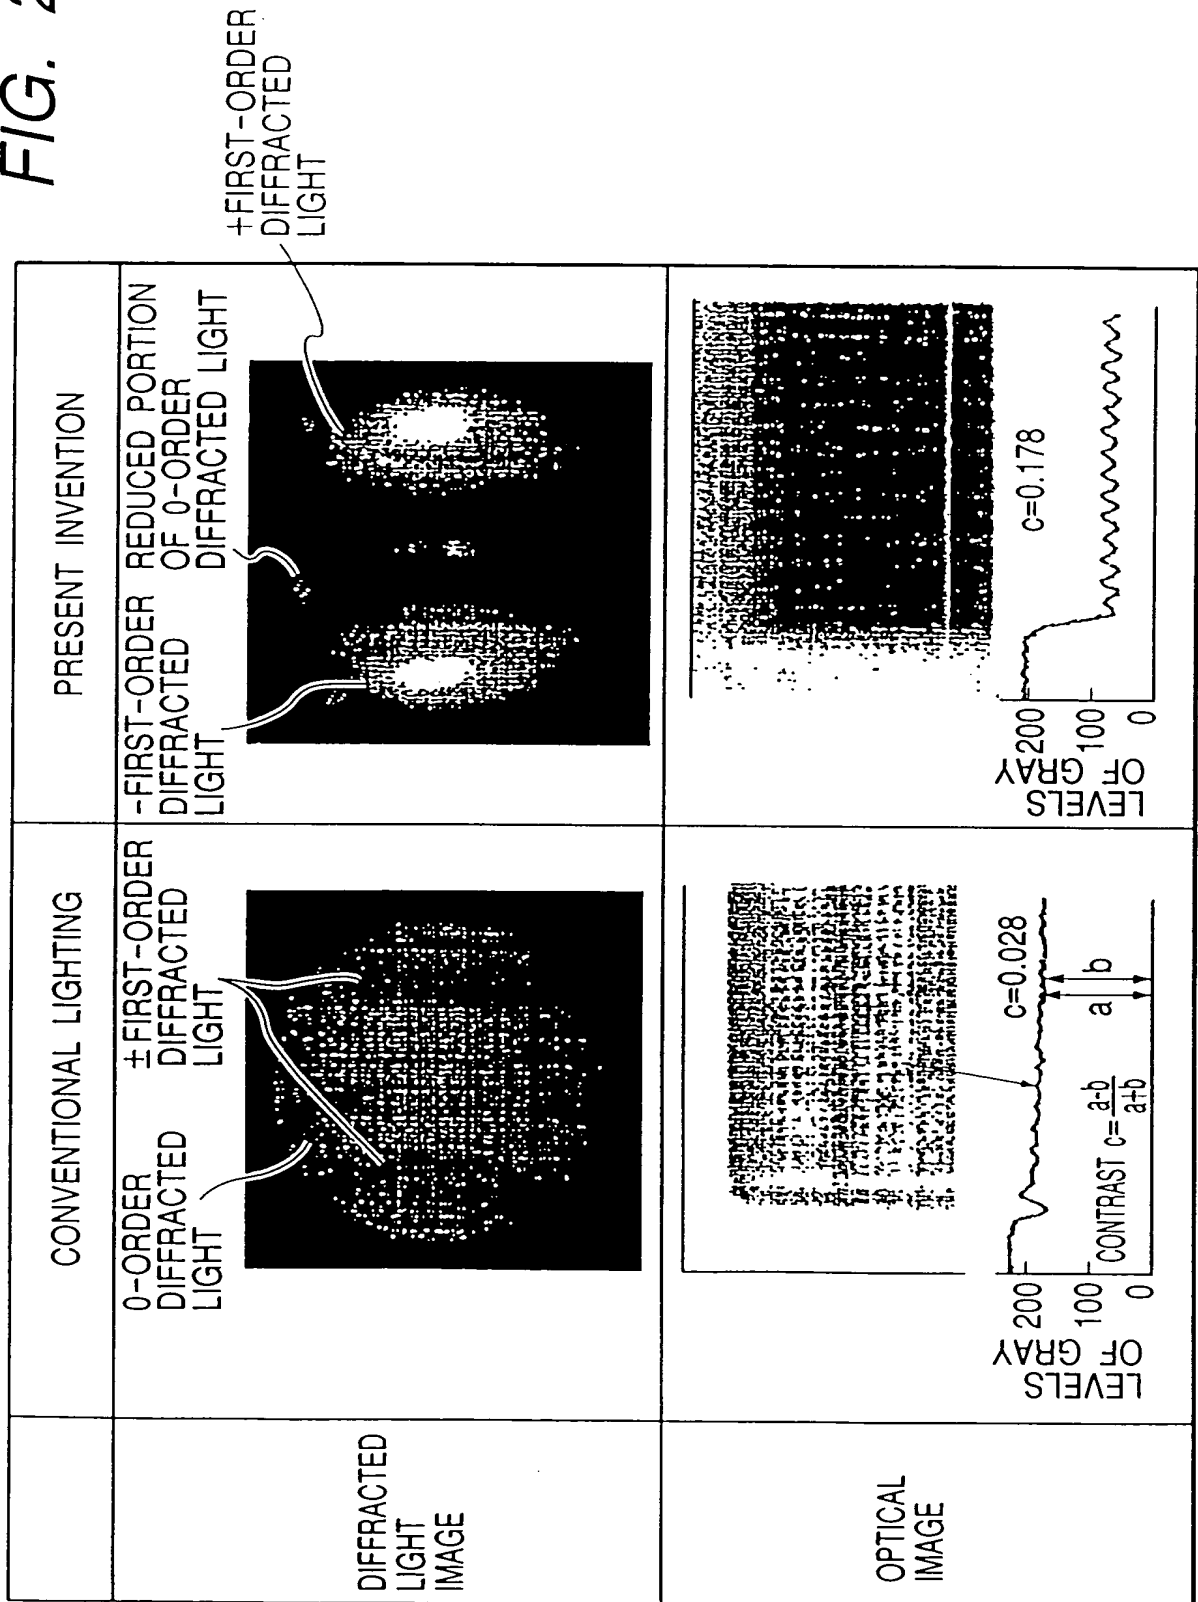 FIG. 2
CONVENTIONAL LIGHTING
PRESENT INVENTION
DIFFRACTED
LIGHT
IMAGE
0-ORDER
DIFFRACTED
LIGHT
±FIRST-ORDER
DIFFRACTED
LIGHT
-FIRST-ORDER
DIFFRACTED
LIGHT
REDUCED PORTION
OF 0-ORDER
DIFFRACTED LIGHT
+FIRST-ORDER
DIFFRACTED
LIGHT
OPTICAL
IMAGE
LEVELS
OF GRAY
200
100
0
c=0.028
CONTRAST c= a-b
a+b
a
b
LEVELS
OF GRAY
200
100
0
c=0.178